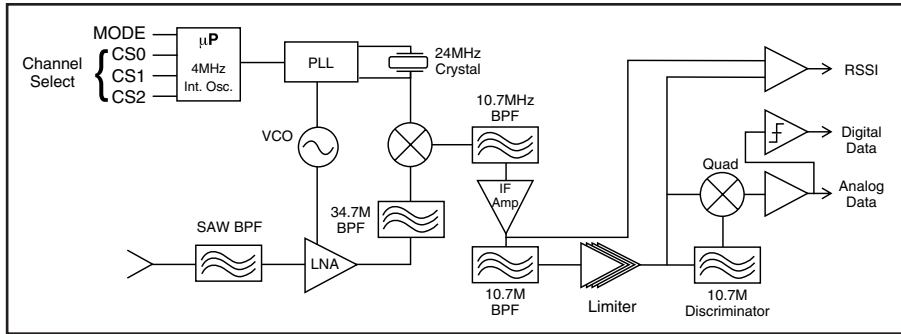 MODE
Channel
Select
CS0
CS1
CS2
μP
4MHz
Int. Osc.
PLL
24MHz
Crystal
VCO
10.7MHz
BPF
IF
Amp
34.7M
BPF
SAW BPF
LNA
10.7M
BPF
Limiter
Quad
10.7M
Discriminator
RSSI
Digital
Data
Analog
Data